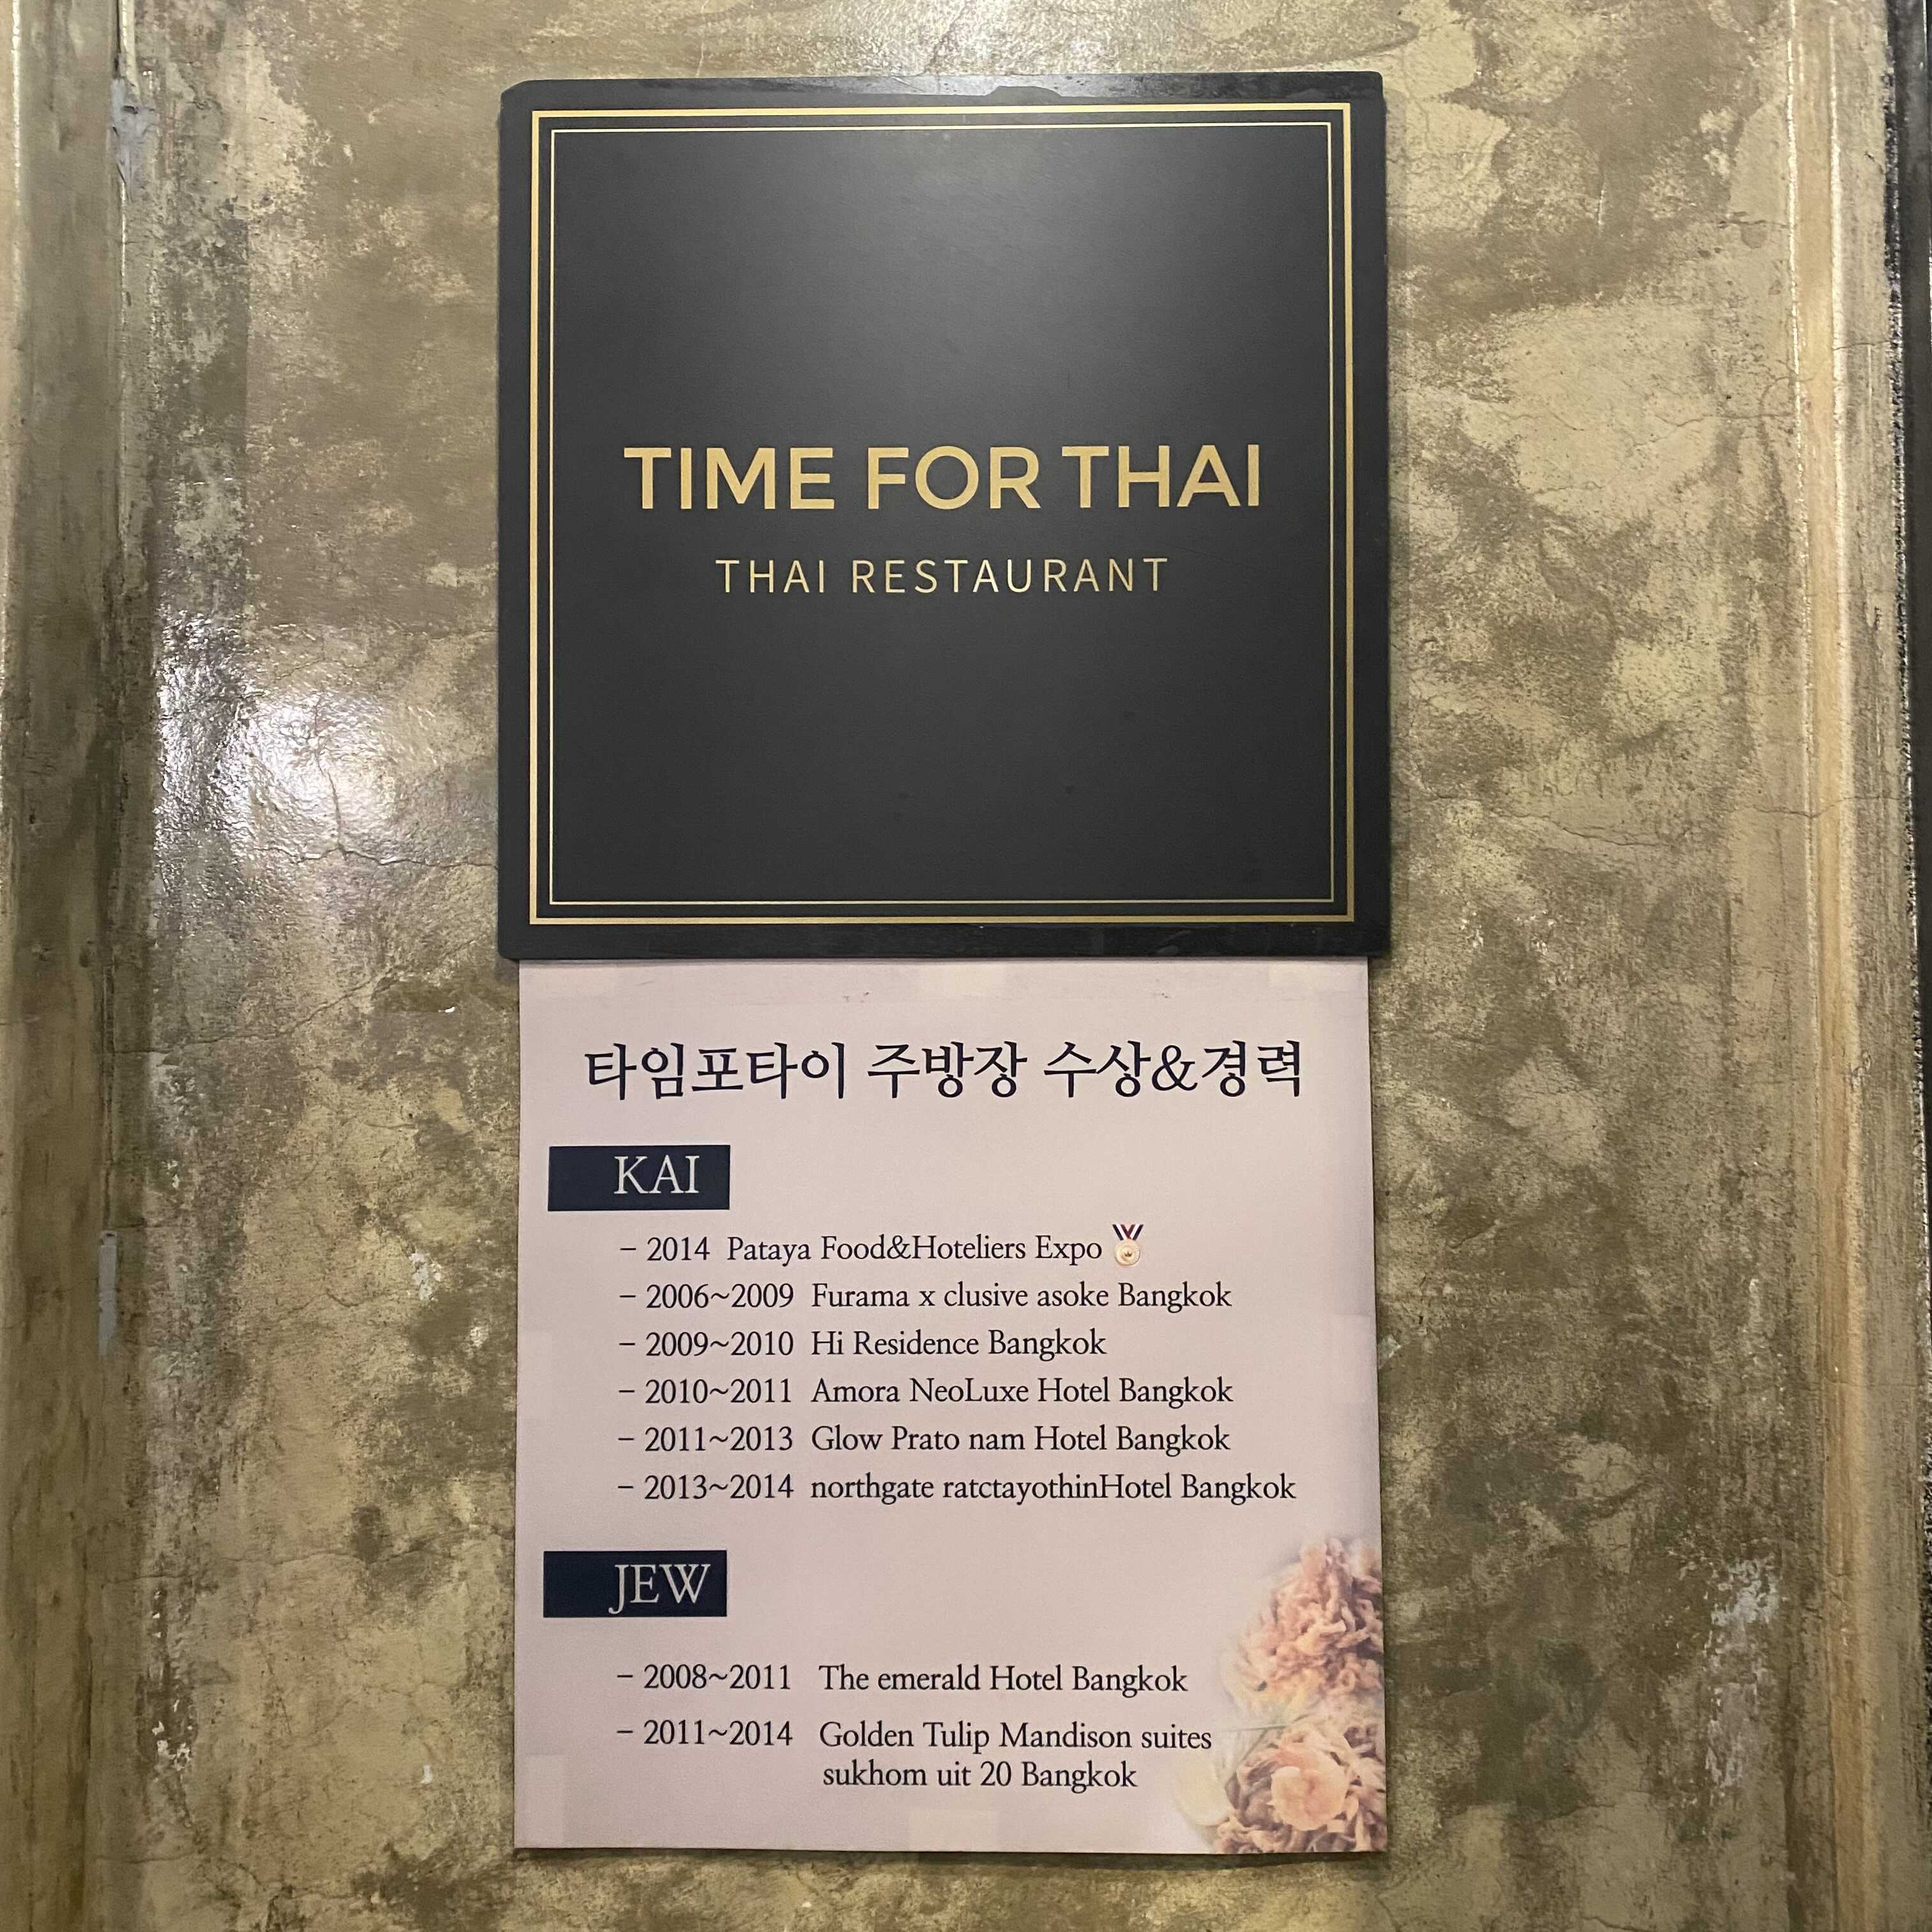 TIME FOR THAI
THAI RESTAURANT
타임포타이 주방장 수상&경력
KAI
- 2014 Pataya Food&Hoteliers Expo
- 2006~2009 Furama x clusive asoke Bangkok
- 2009~2010 Hi Residence Bangkok
- 2010~2011 Amora NeoLuxe Hotel Bangkok
- 2011~2013 Glow Prato nam Hotel Bangkok
- 2013~2014 northgate ratctayothinHotel Bangkok
JEW
- 2008~2011 The emerald Hotel Bangkok
- 2011~2014 Golden Tulip Mandison suites
sukhom uit 20 Bangkok